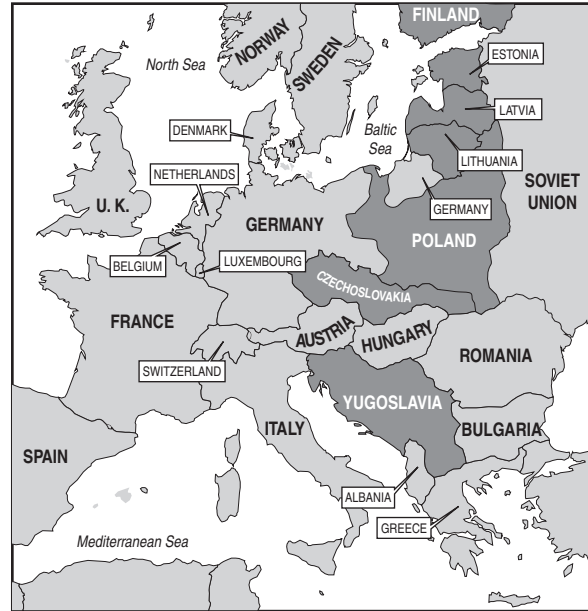 FINLAND
NORWAY
SWEDEN
North Sea
ESTONIA
LATVIA
DENMARK
Baltic
Sea
LITHUANIA
NETHERLANDS
SOVIET
UNION
U. K.
GERMANY
GERMANY
POLAND
BELGIUM
LUXEMBOURG
CZECHOSLOVAKIA
FRANCE
AUSTRIA
HUNGARY
ROMANIA
SWITZERLAND
YUGOSLAVIA
ITALY
BULGARIA
SPAIN
ALBANIA
GREECE
Mediterranean Sea